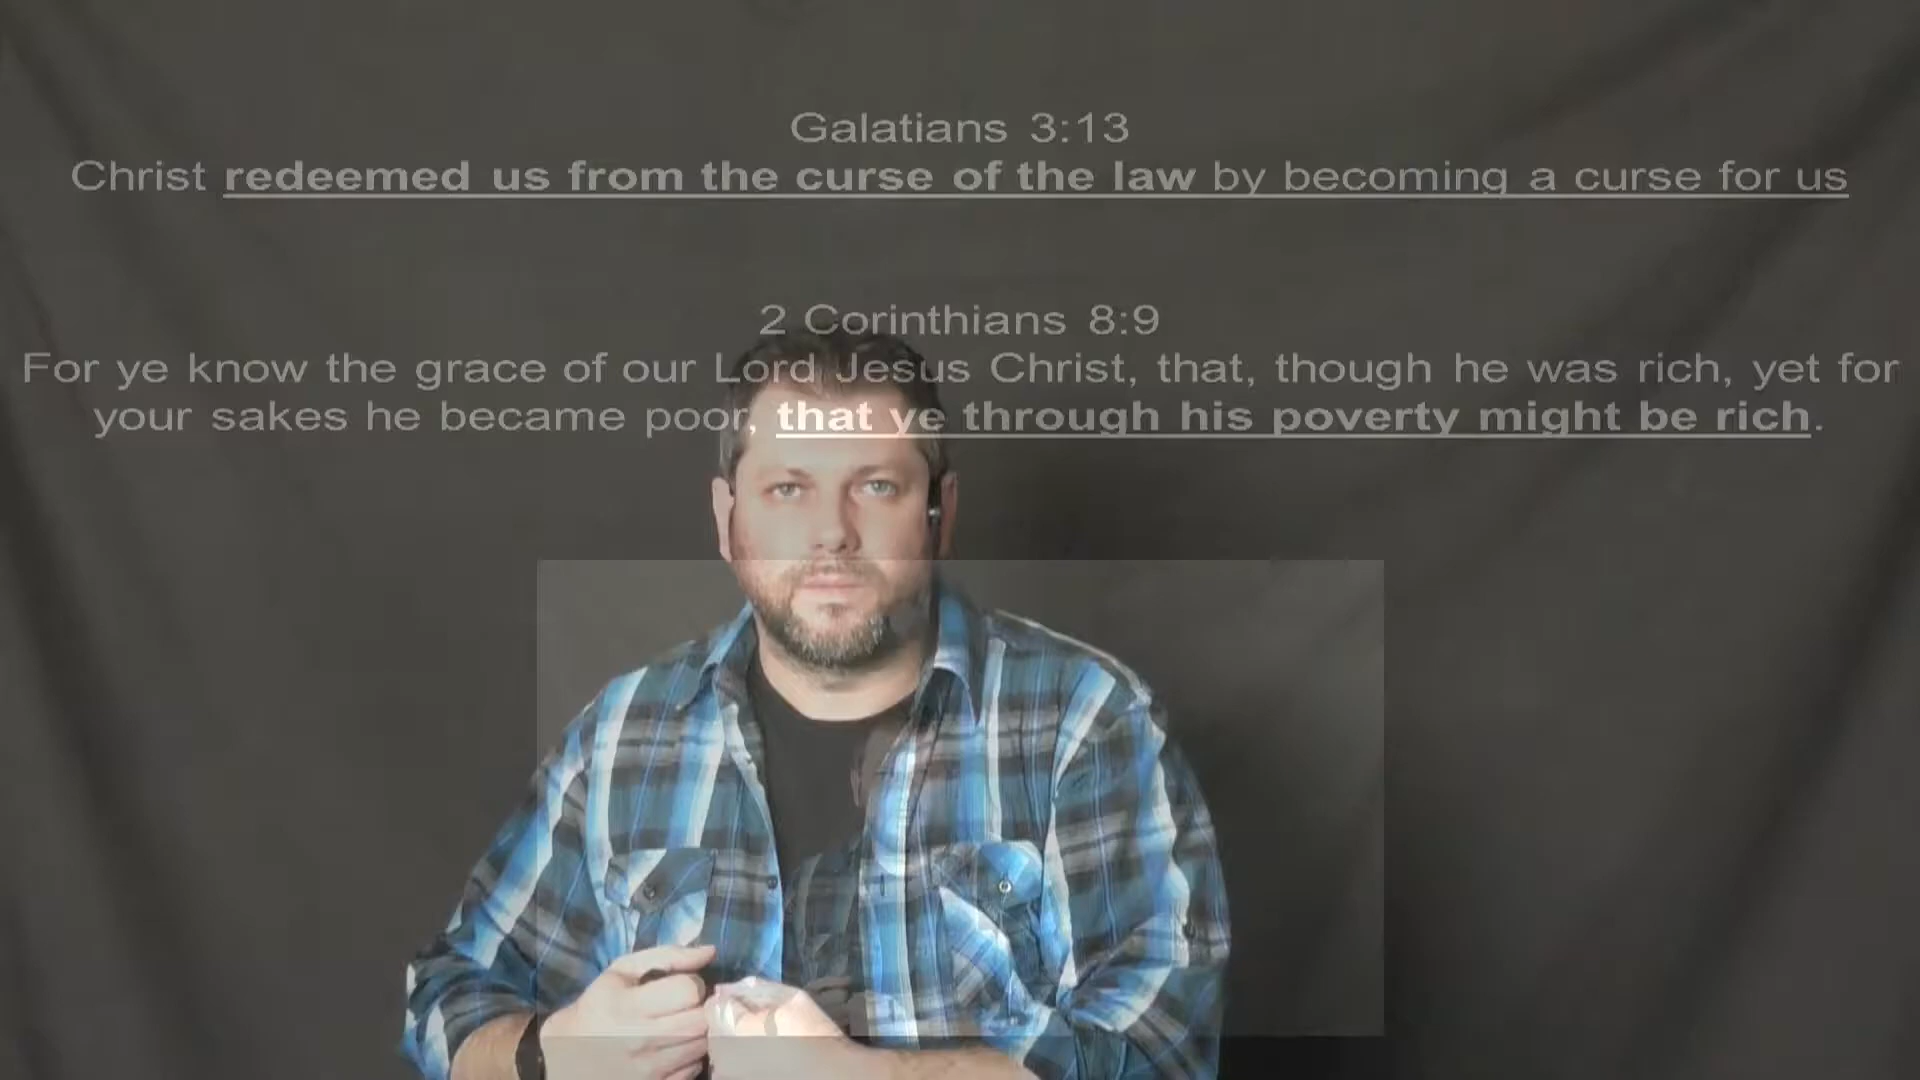 Galatians 3:13
Christ redeemed us from the curse of the law by becoming a curse for us
2 Corinthians 8:9
For ye know the grace of our Lord Jesus Christ, that, though he was rich, yet for
your sakes he became poor, that ye through his poverty might be rich.